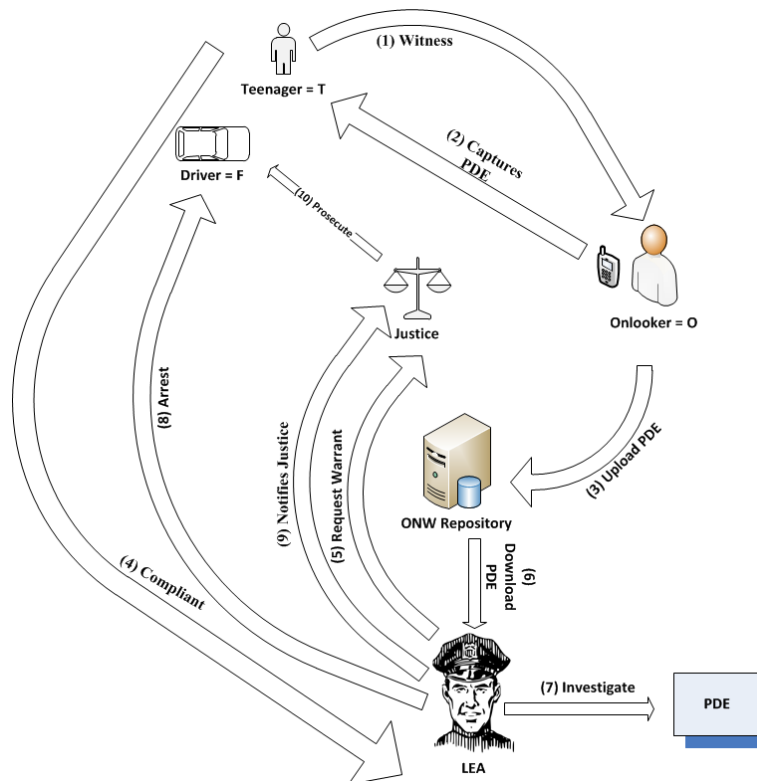 (1) Witness
Teenager = T
(2) Captures
PDE
Driver = F
(10) Prosecute
Onlooker = O
Justice
(8) Arrest
(9) Notifies Justice
(5) Request Warrant
(3) Upload PDE
ONW Repository
(4) Compliant
(6)
Download
PDE
(7) Investigate
PDE
LEA